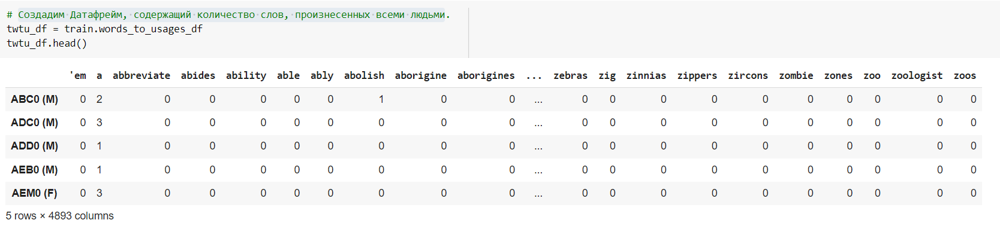 # Создадим Датафрейм, содержащий количество слов, произнесенных всеми людьми.
twtu_df = train.words_to_usages_df
twtu_df.head()
'em a abbreviate abides ability able ably abolish aborigine aborigines ... zebras zig zinnias zippers zircons zombie zones zoo zoologist zoos
ABC0 (M) 0 2 0 0 0 0 0 1 0 0 ... 0 0 0 0 0 0 0 0 0 0
ADC0 (M) 0 3 0 0 0 0 0 0 0 0 ... 0 0 0 0 0 0 0 0 0 0
ADD0 (M) 0 1 0 0 0 0 0 0 0 0 ... 0 0 0 0 0 0 0 0 0 0
AEB0 (M) 0 1 0 0 0 0 0 0 0 0 ... 0 0 0 0 0 0 0 0 0 0
AEM0 (F) 0 3 0 0 0 0 0 0 0 0 ... 0 0 0 0 0 0 0 0 0 0
5 rows × 4893 columns